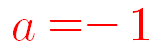 a = - 1